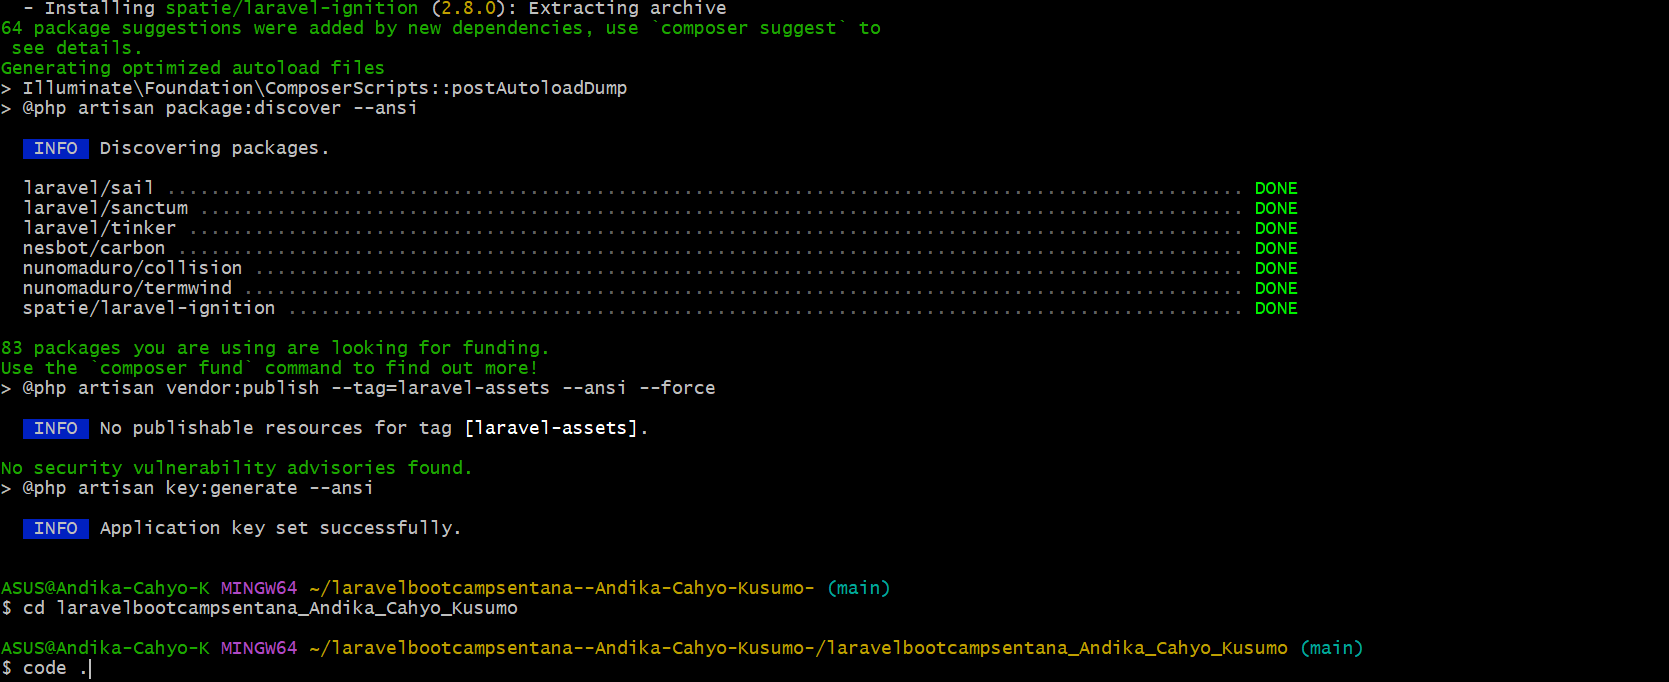 - Installing spatie/laravel-ignition (2.8.0): Extracting archive
64 package suggestions were added by new dependencies, use `composer suggest` to
see details.
Generating optimized autoload files
> Illuminate\Foundation\ComposerScripts::postAutoloadDump
> @php artisan package:discover --ansi
INFO Discovering packages.
laravel/sail .................................................................................................. DONE
laravel/sanctum ............................................................................................... DONE
laravel/tinker ................................................................................................ DONE
nesbot/carbon ................................................................................................. DONE
nunomaduro/collision .......................................................................................... DONE
nunomaduro/termwind ........................................................................................... DONE
spatie/laravel-ignition ....................................................................................... DONE
83 packages you are using are looking for funding.
Use the `composer fund` command to find out more!
> @php artisan vendor:publish --tag=laravel-assets --ansi --force
INFO No publishable resources for tag [laravel-assets].
No security vulnerability advisories found.
> @php artisan key:generate --ansi
INFO Application key set successfully.
ASUS@Andika-Cahyo-K MINGW64 ~/laravelbootcampsentana--Andika-Cahyo-Kusumo- (main)
$ cd laravelbootcampsentana_Andika_Cahyo_Kusumo
ASUS@Andika-Cahyo-K MINGW64 ~/laravelbootcampsentana--Andika-Cahyo-Kusumo-/laravelbootcampsentana_Andika_Cahyo_Kusumo (main)
$ code .